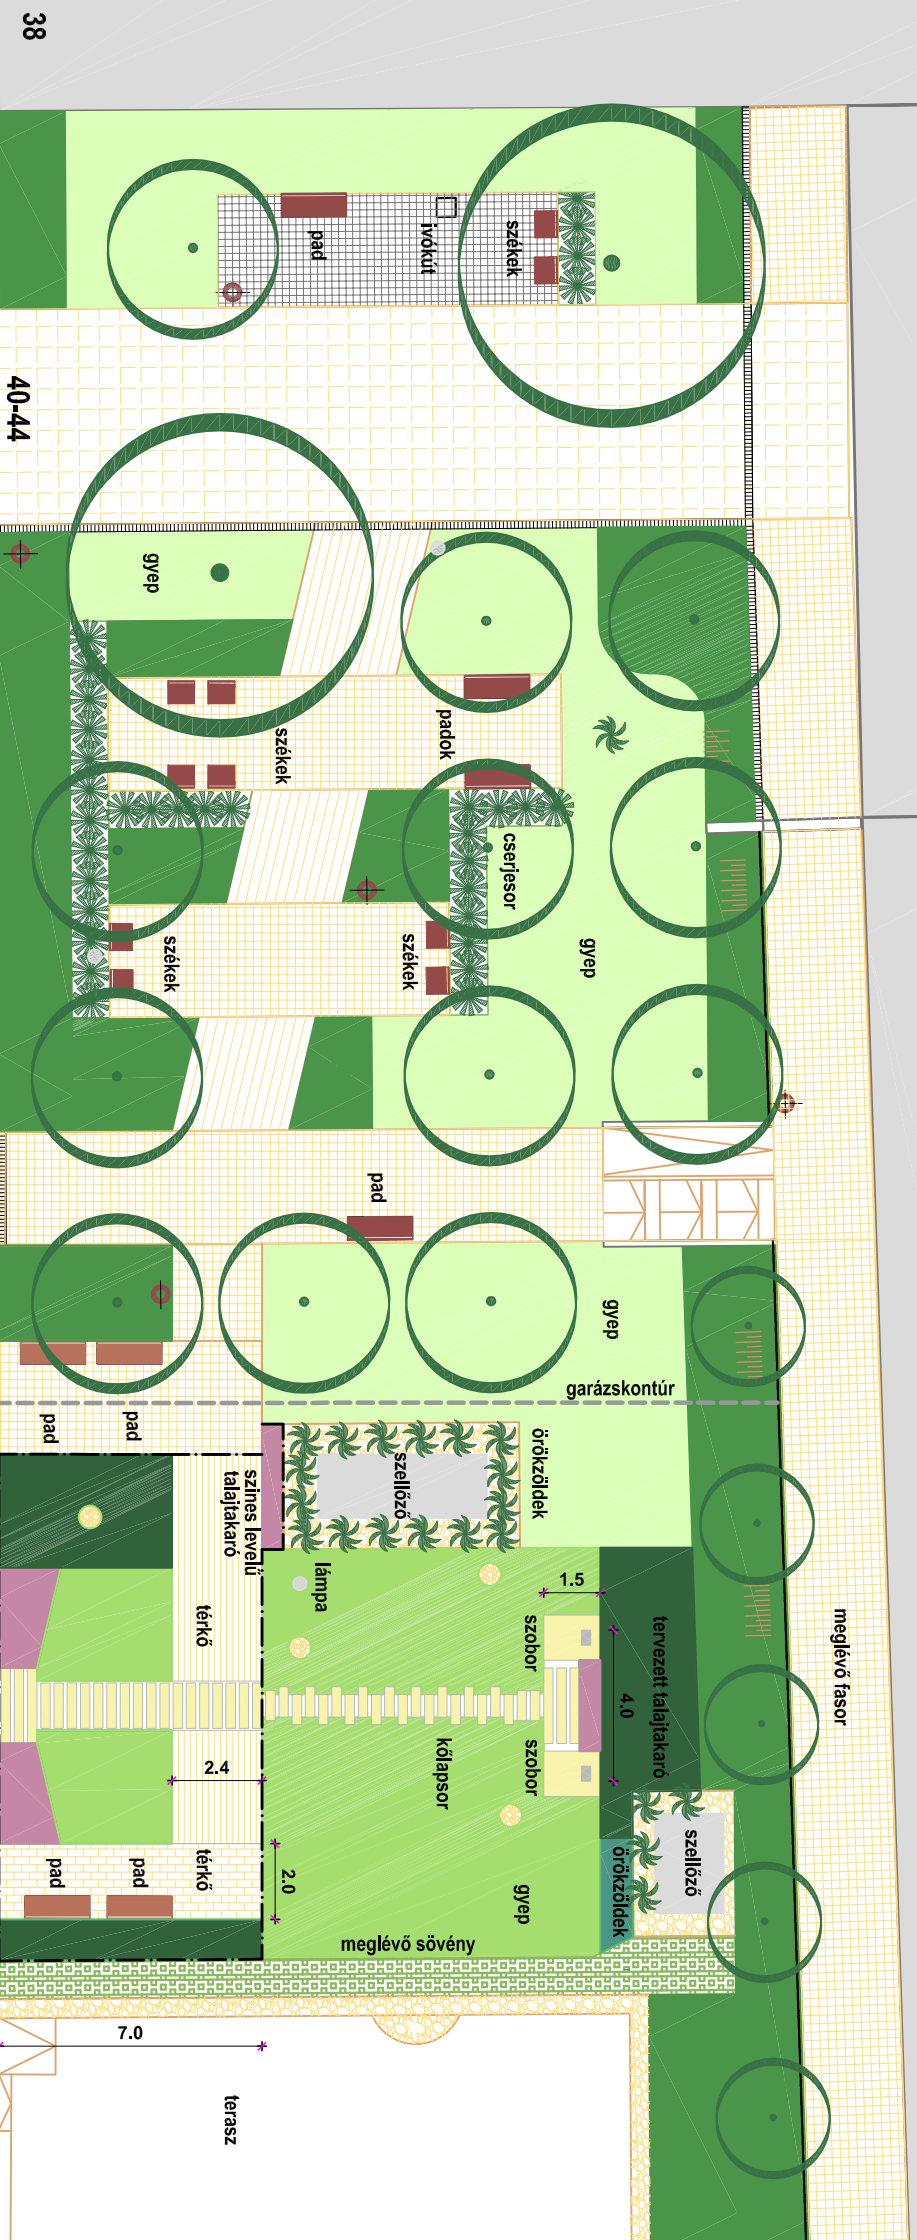 38
pad
ivókút
székek
40-44
gyep
székek
padok
cserjesor
székek
székek
gyep
pad
gyep
garázskontúr
pad
pad
szines levelü
talajtakaró
szellőző
örökzöldek
lámpa
1.5
térkő
szobor
4.0
tervezett talajtakaró
meglévő fasor
2.4
kőlapsor
szobor
pad
pad
térkő
2.0
gyep
örökzöldek
szellőző
meglévő sövény
7.0
terasz